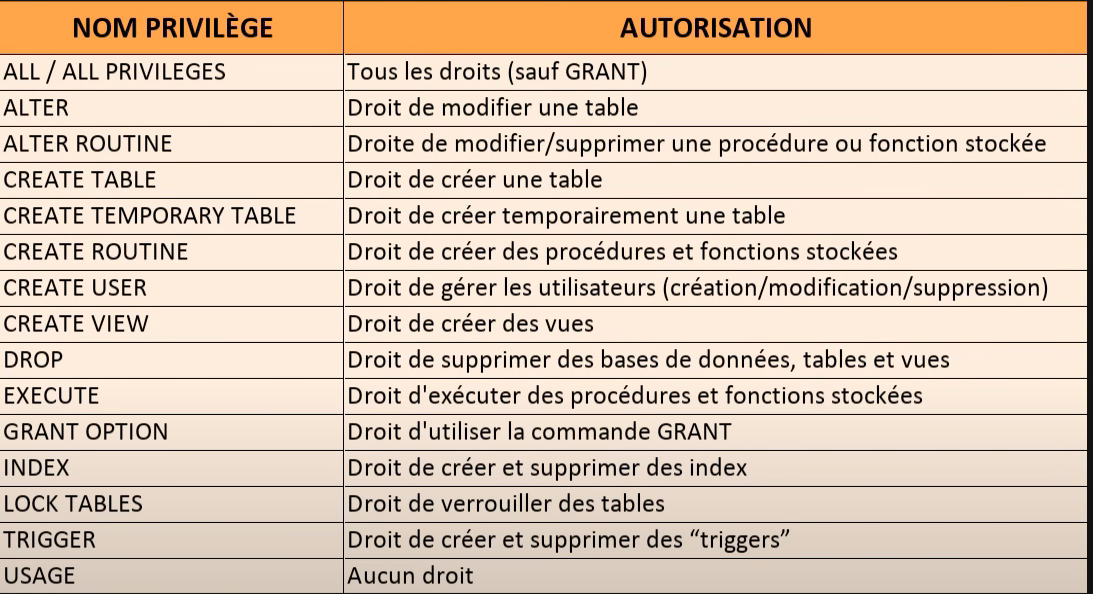 NOM PRIVILÈGE AUTORISATION
ALL / ALL PRIVILEGES Tous les droits (sauf GRANT)
ALTER Droit de modifier une table
ALTER ROUTINE Droite de modifier/supprimer une procédure ou fonction stockée
CREATE TABLE Droit de créer une table
CREATE TEMPORARY TABLE Droit de créer temporairement une table
CREATE ROUTINE Droit de créer des procédures et fonctions stockées
CREATE USER Droit de gérer les utilisateurs (création/modification/suppression)
CREATE VIEW Droit de créer des vues
DROP Droit de supprimer des bases de données, tables et vues
EXECUTE Droit d'exécuter des procédures et fonctions stockées
GRANT OPTION Droit d'utiliser la commande GRANT
INDEX Droit de créer et supprimer des index
LOCK TABLES Droit de verrouiller des tables
TRIGGER Droit de créer et supprimer des “triggers”
USAGE Aucun droit